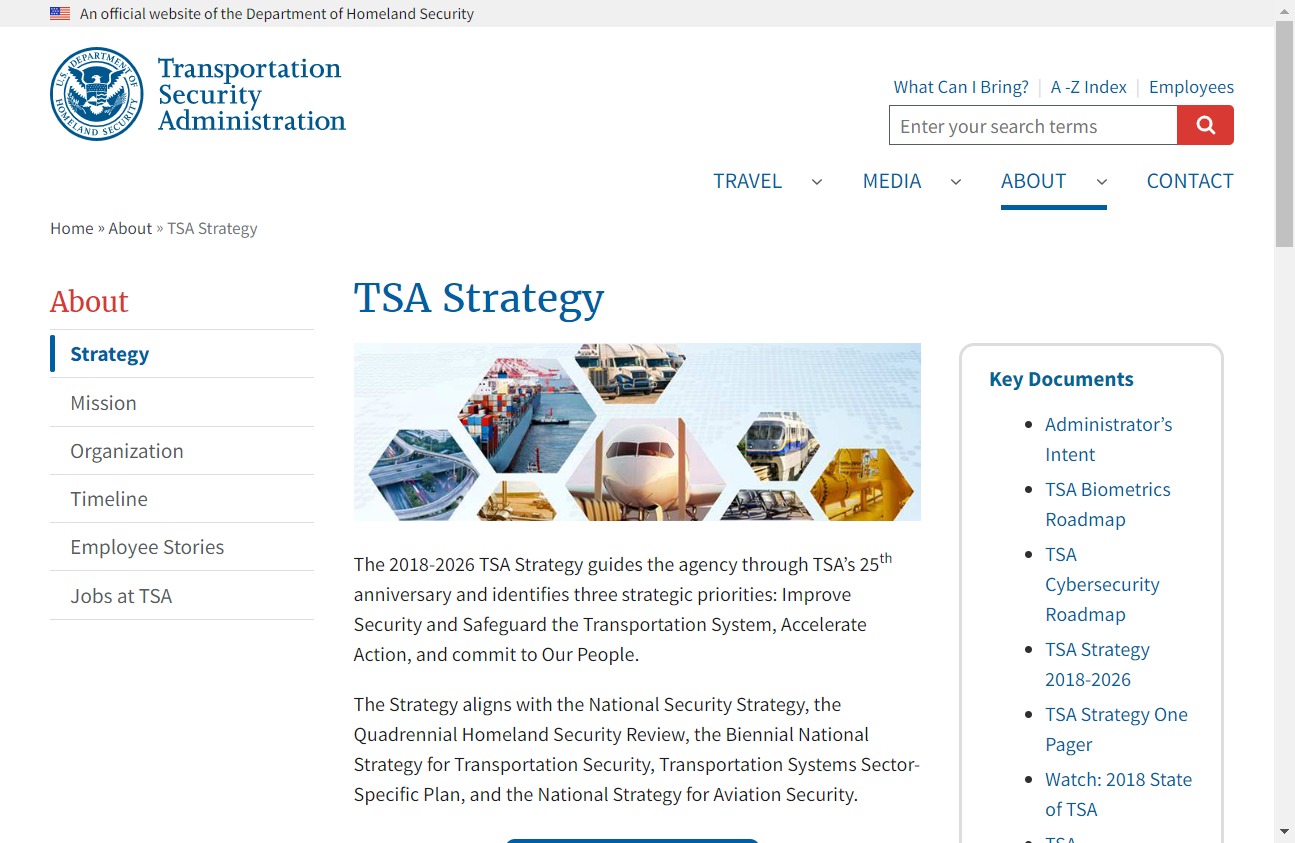 An official website of the Department of Homeland Security
U.S. DEPARTMENT OF HOMELAND SECURITY
Transportation
Security
Administration
What Can I Bring?
A -Z Index
Employees
Enter your search terms
TRAVEL
MEDIA
ABOUT
CONTACT
Home » About » TSA Strategy
About
Strategy
Mission
Organization
Timeline
Employee Stories
Jobs at TSA
TSA Strategy
The 2018-2026 TSA Strategy guides the agency through TSA’s 25th
anniversary and identifies three strategic priorities: Improve
Security and Safeguard the Transportation System, Accelerate
Action, and commit to Our People.
The Strategy aligns with the National Security Strategy, the
Quadrennial Homeland Security Review, the Biennial National
Strategy for Transportation Security, Transportation Systems Sector-
Specific Plan, and the National Strategy for Aviation Security.
Key Documents
Administrator’s
Intent
TSA Biometrics
Roadmap
TSA
Cybersecurity
Roadmap
TSA Strategy
2018-2026
TSA Strategy One
Pager
Watch: 2018 State
of TSA
TSA